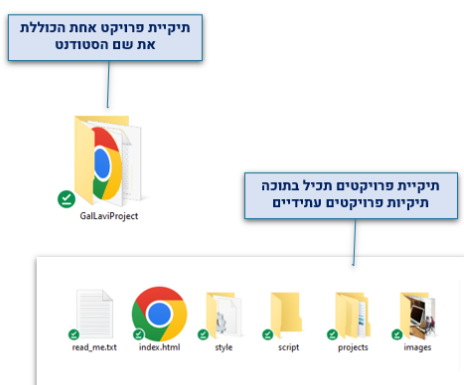 תיקיית פרויקט אחת הכוללת
את שם הסטודנט
GalLaviProject
תיקיית פרויקטים תכיל בתוכה
תיקיות פרויקטים עתידיים
read_me.txt
index.html
style
script
projects
images